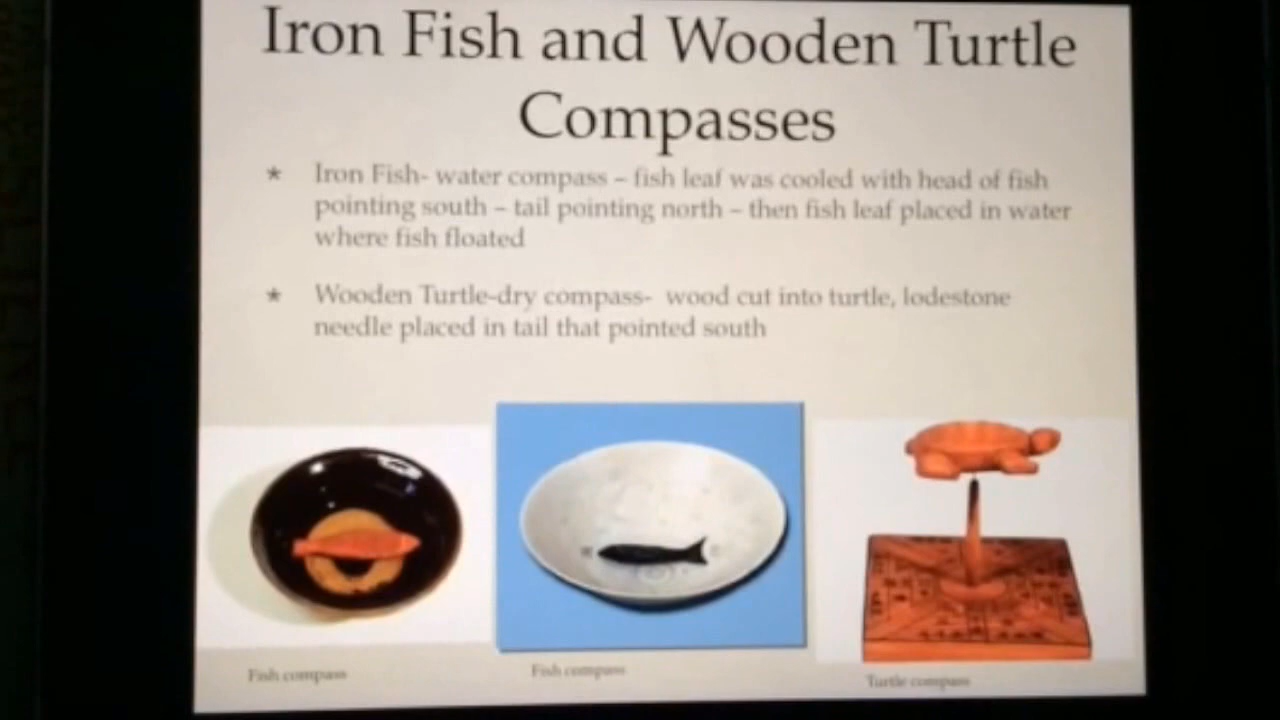 Iron Fish and Wooden Turtle
Compasses
* Iron Fish- water compass – fish leaf was cooled with head of fish
pointing south – tail pointing north – then fish leaf placed in water
where fish floated
* Wooden Turtle-dry compass- wood cut into turtle, lodestone
needle placed in tail that pointed south
Fish compass
Fish compass
Turtle compass